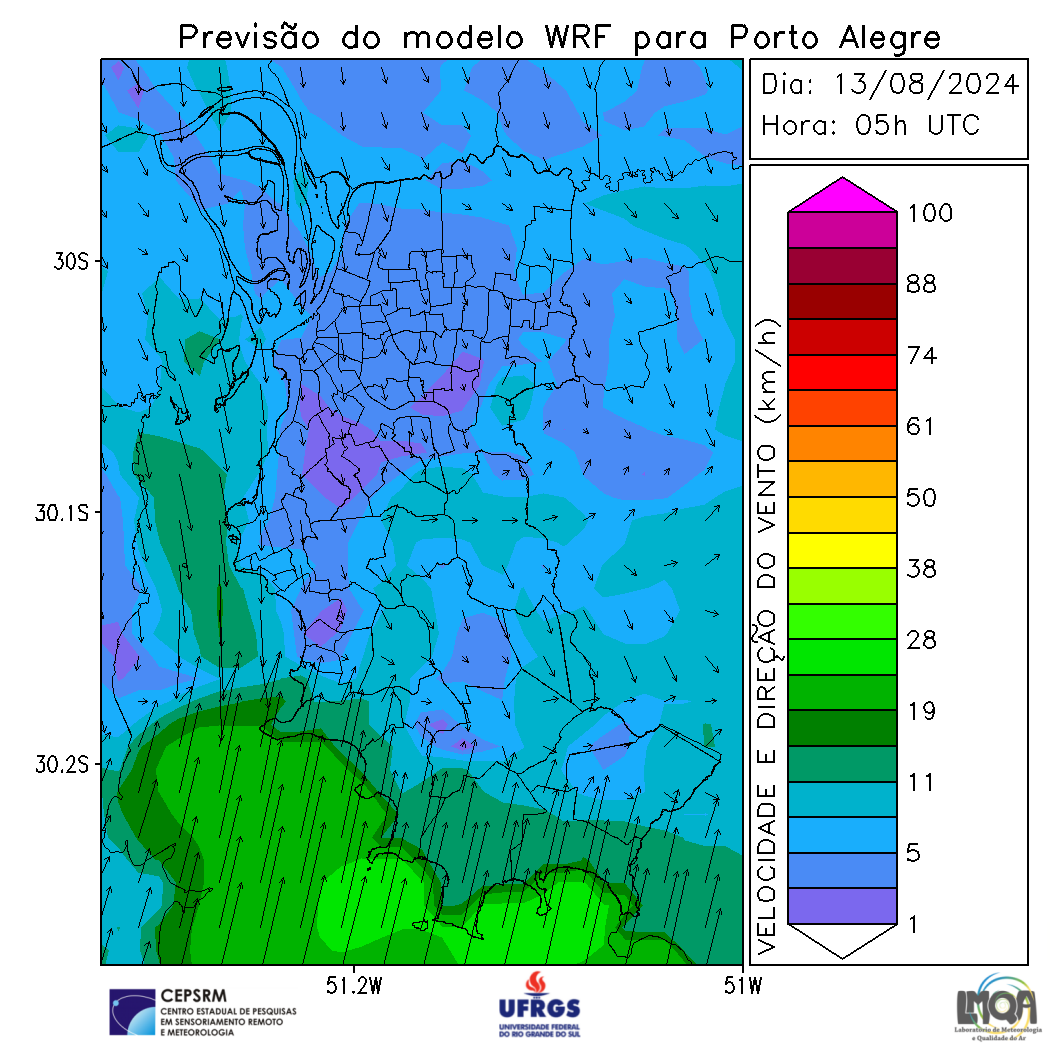 Previsão do modelo WRF para Porto Alegre
Dia: 13/08/2024
Hora: 05h UTC
30S
30.1S
30.2S
51.2W
51W
VELOCIDADE E DIREÇÃO DO VENTO (km/h)
100
88
74
61
50
38
28
19
11
5
1
CEPSRM
CENTRO ESTADUAL DE PESQUISAS
EM SENSORIAMENTO REMOTO
E METEOROLOGIA
UFRGS
UNIVERSIDADE FEDERAL
DO RIO GRANDE DO SUL
LMQA
Laboratório de Meteorologia
e Qualidade do Ar